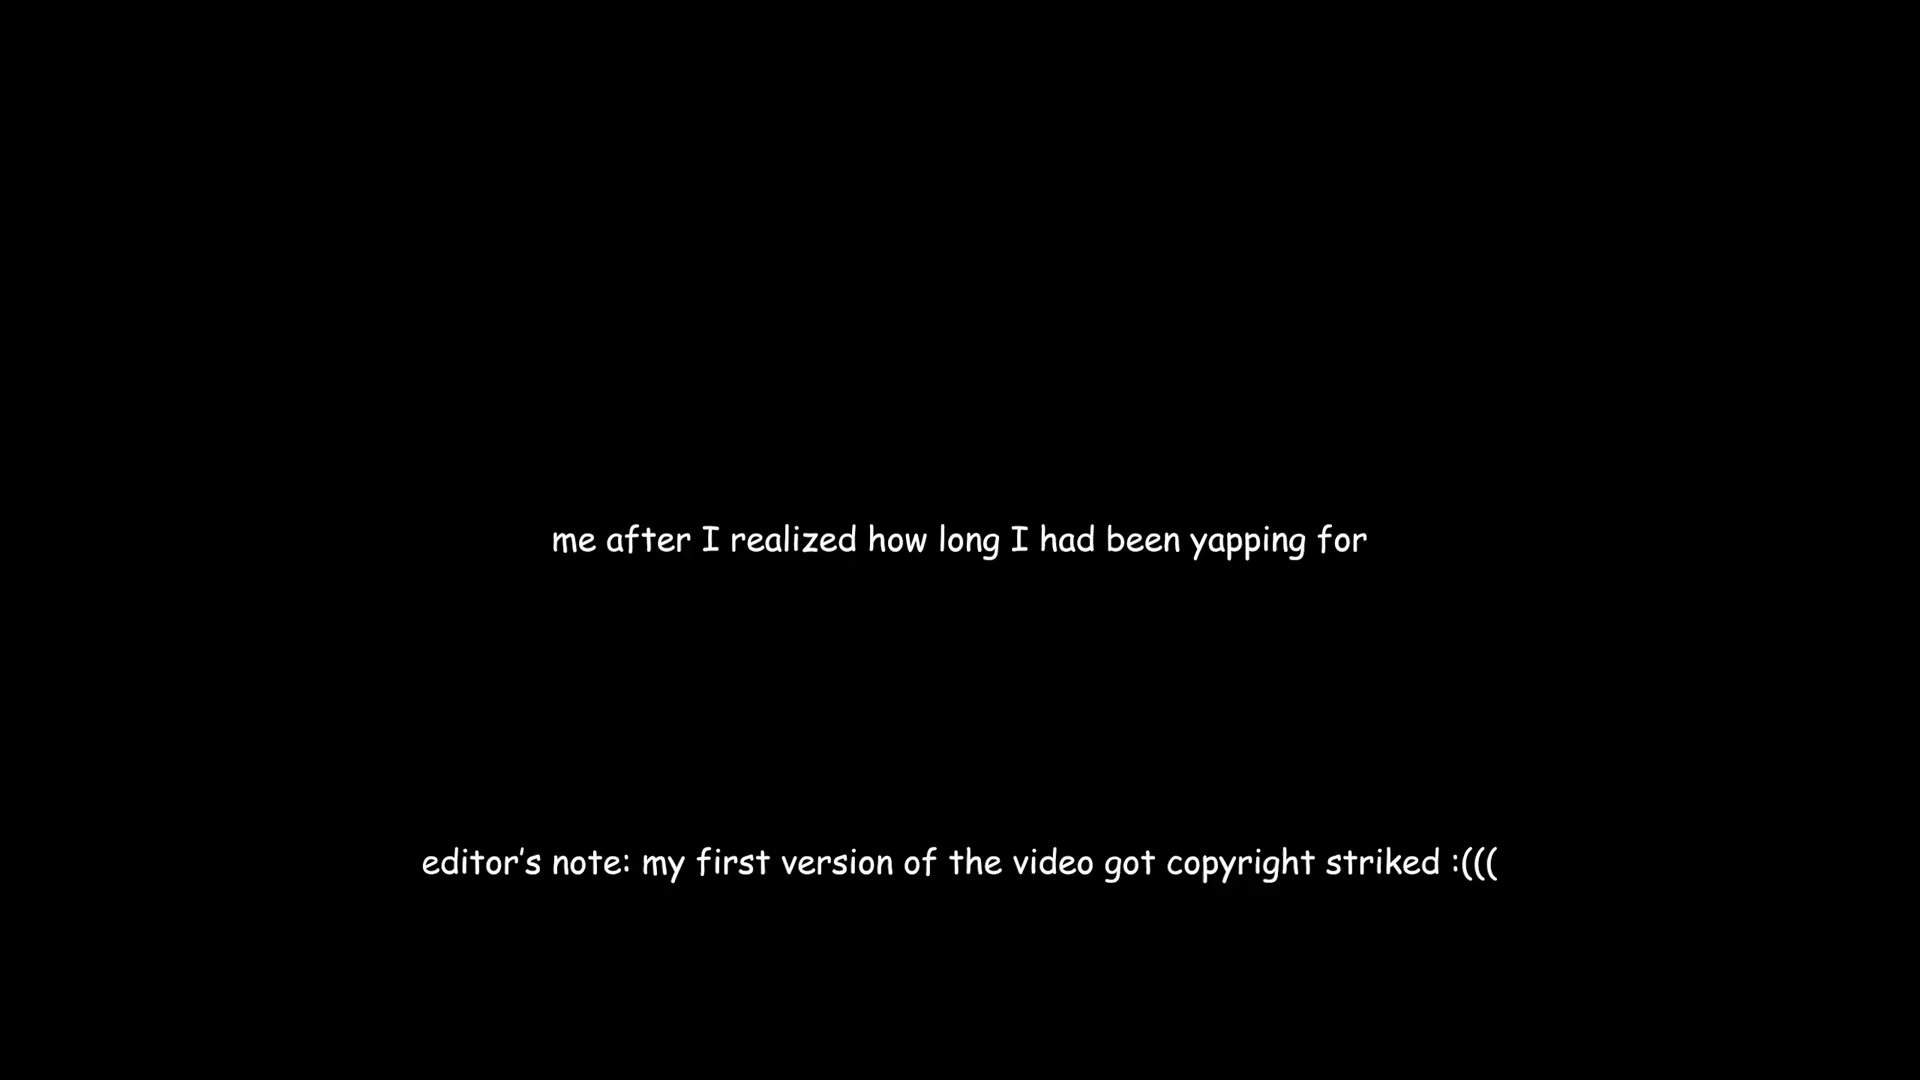 me after I realized how long I had been yapping for
editor’s note: my first version of the video got copyright striked :(((